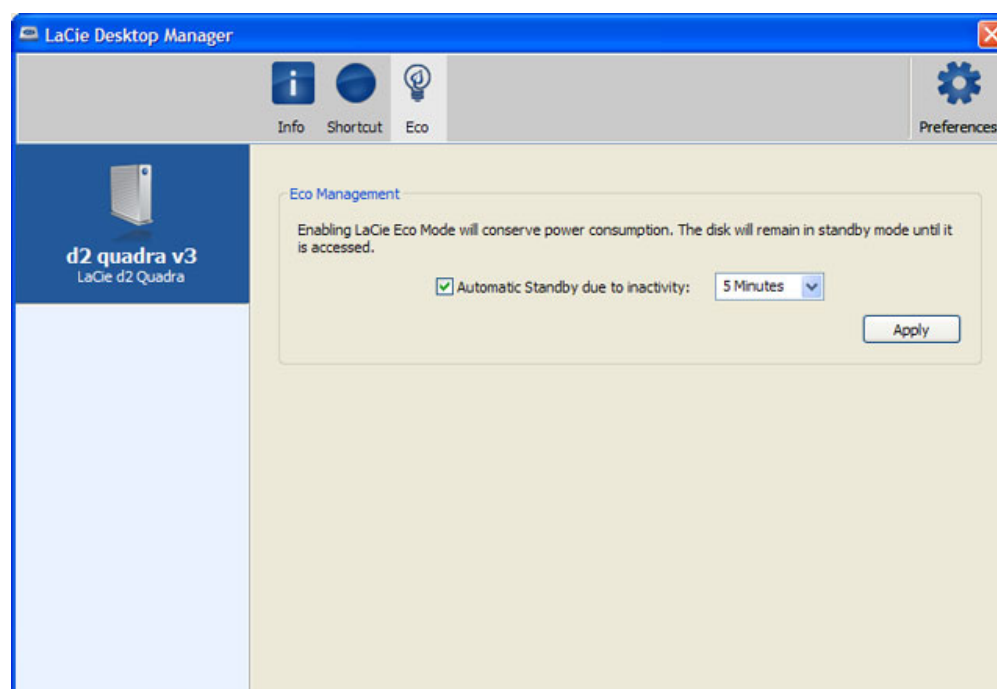 LaCie Desktop Manager
Info
Shortcut
Eco
Preferences
d2 quadra v3
LaCie d2 Quadra
Eco Management
Enabling LaCie Eco Mode will conserve power consumption. The disk will remain in standby mode until it
is accessed.
Automatic Standby due to inactivity:
5 Minutes
Apply